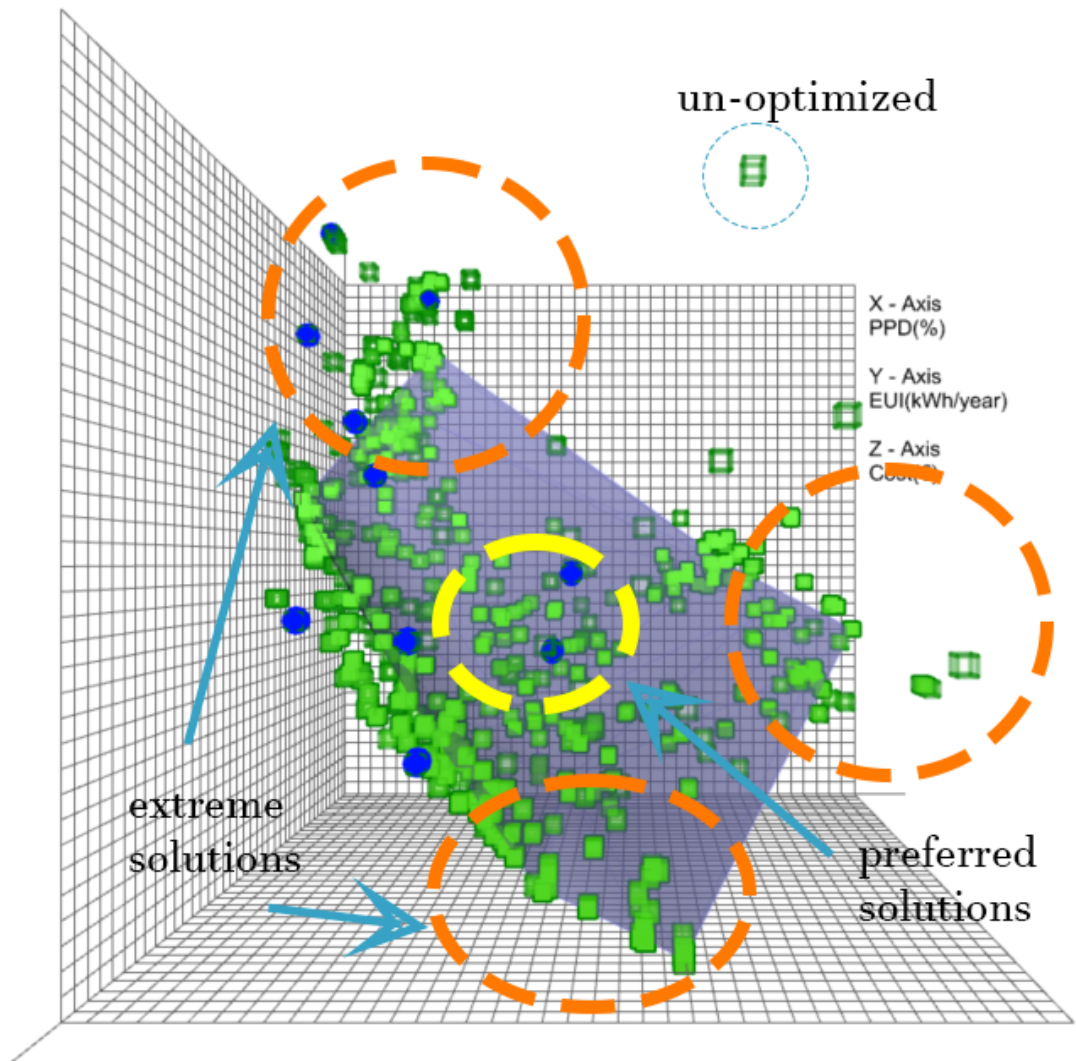 un-optimized
X - Axis
PPD(%)
Y - Axis
EUI(kWh/year)
Z - Axis
extreme
solutions
preferred
solutions